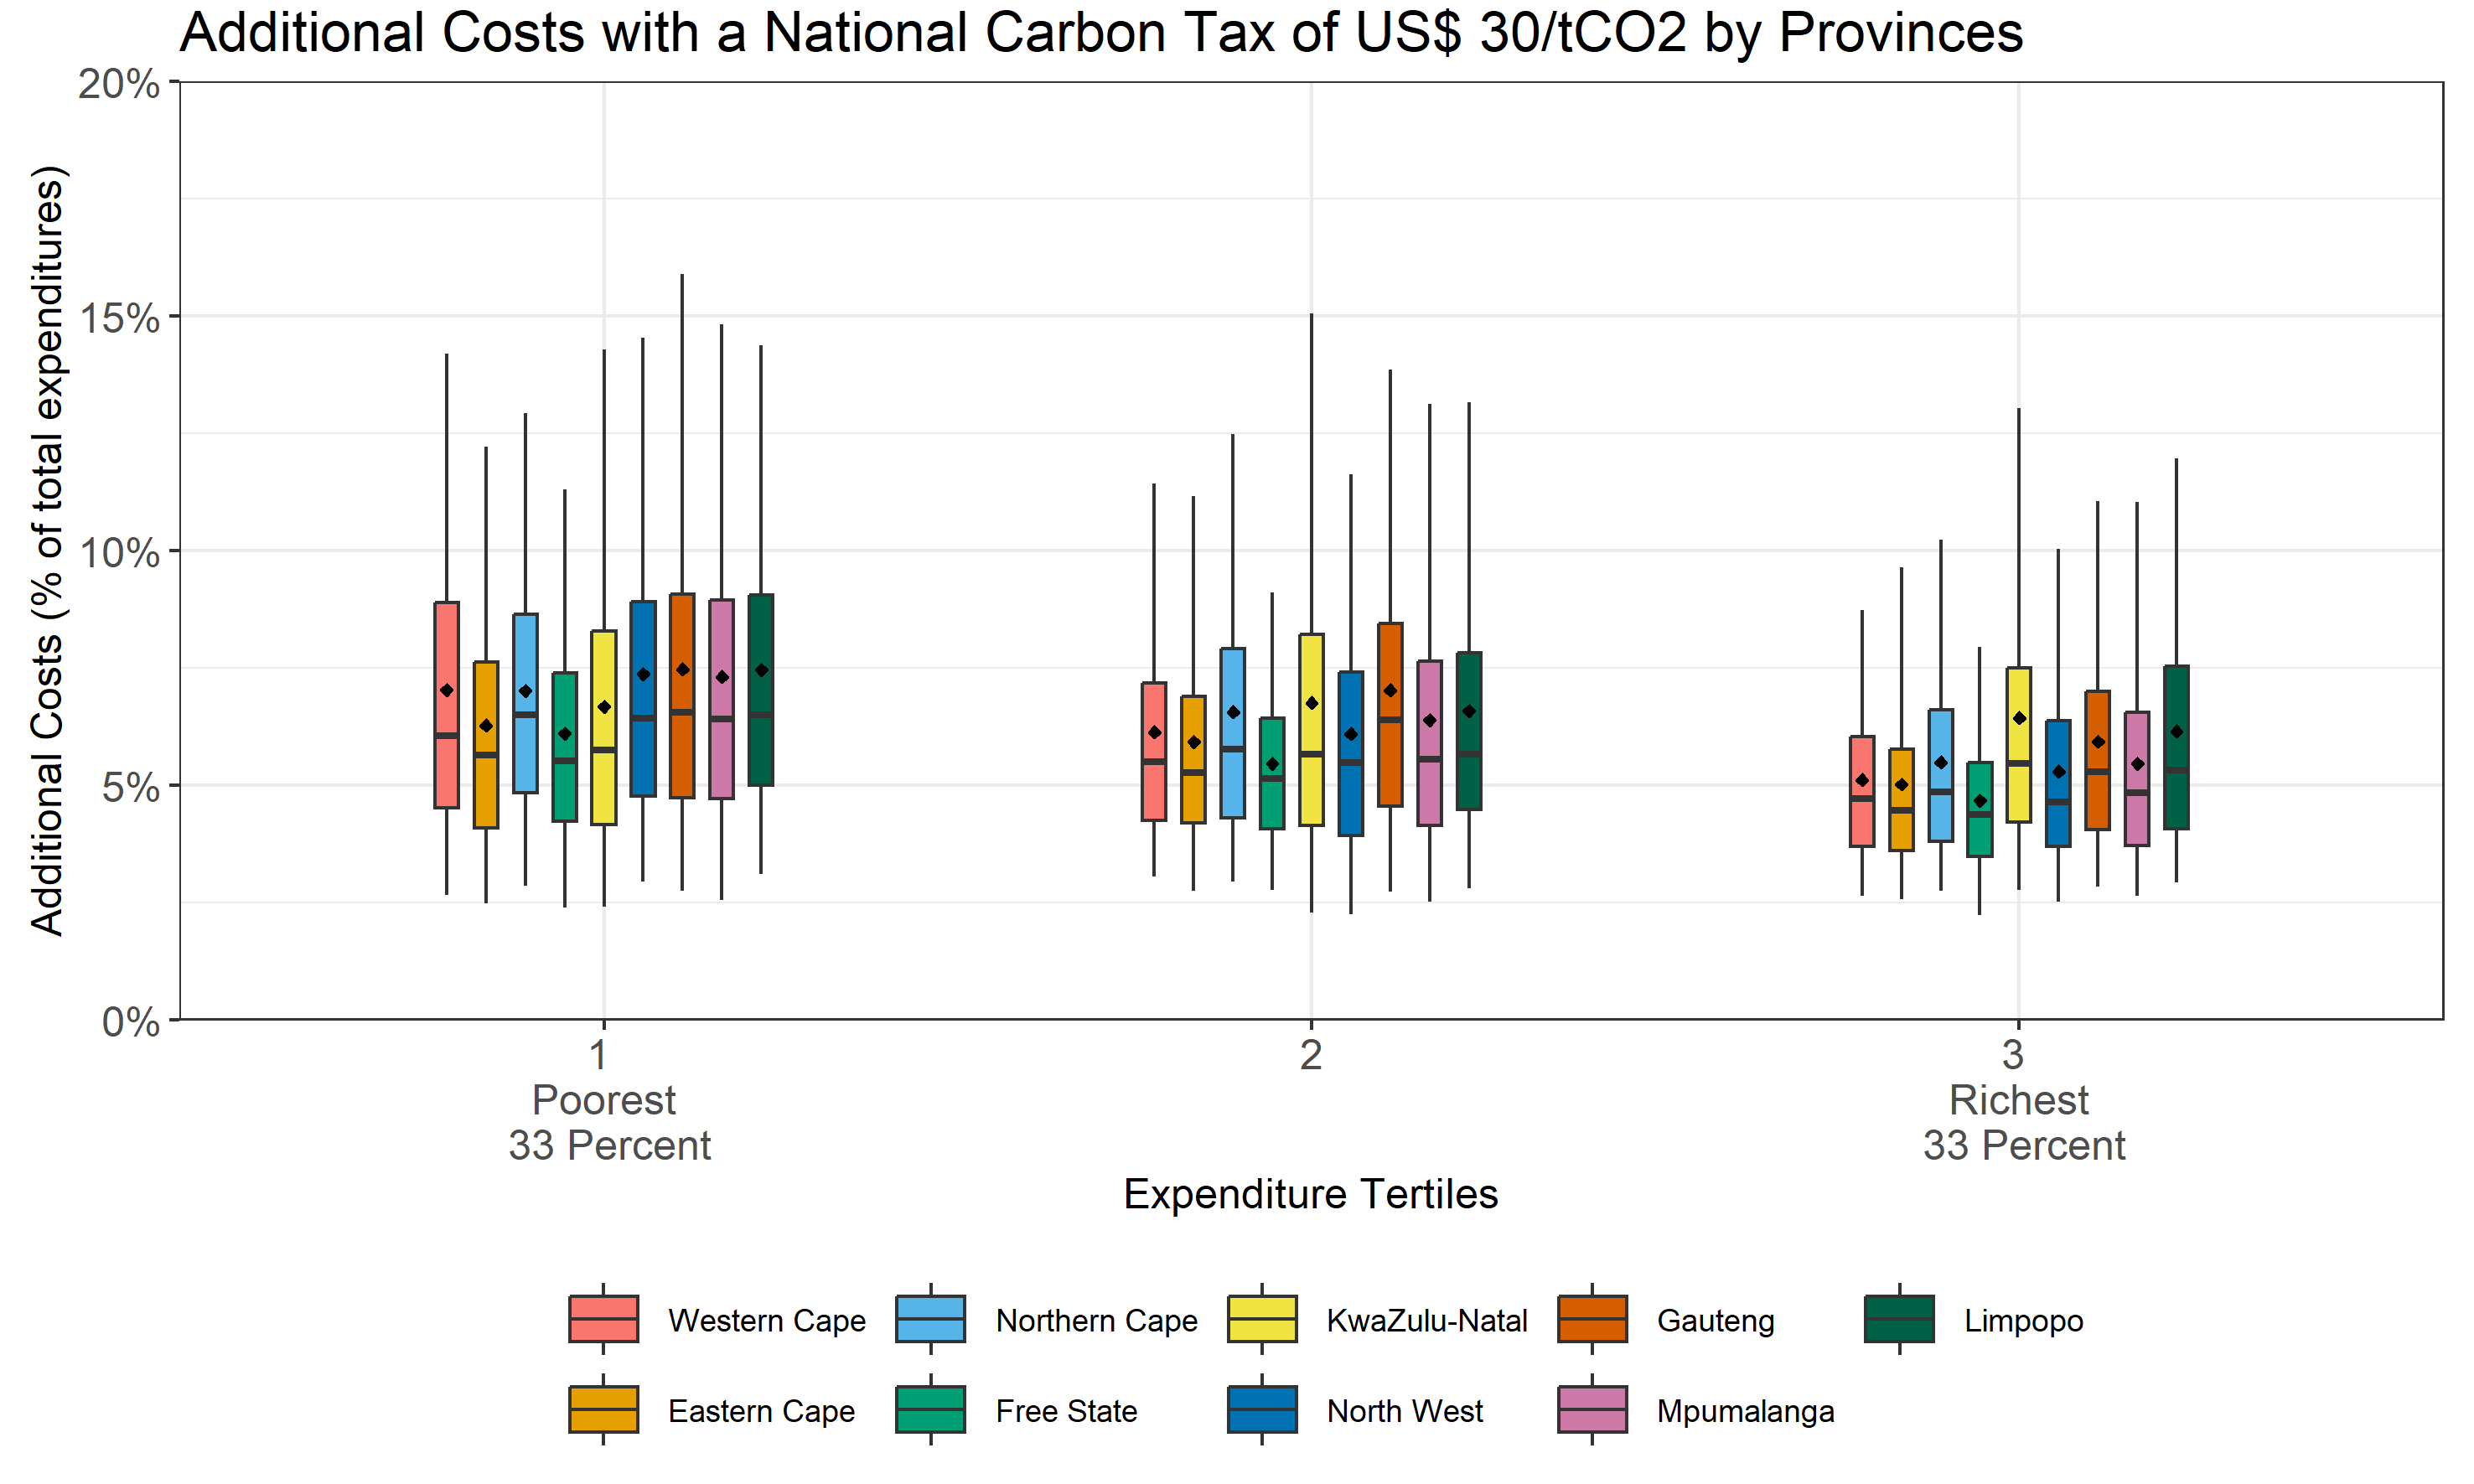 Additional Costs with a National Carbon Tax of US$ 30/tCO2 by Provinces
Additional Costs (% of total expenditures)
20%
15%
10%
5%
0%
1
Poorest
33 Percent
2
3
Richest
33 Percent
Expenditure Tertiles
Western Cape
Northern Cape
KwaZulu-Natal
Gauteng
Limpopo
Eastern Cape
Free State
North West
Mpumalanga